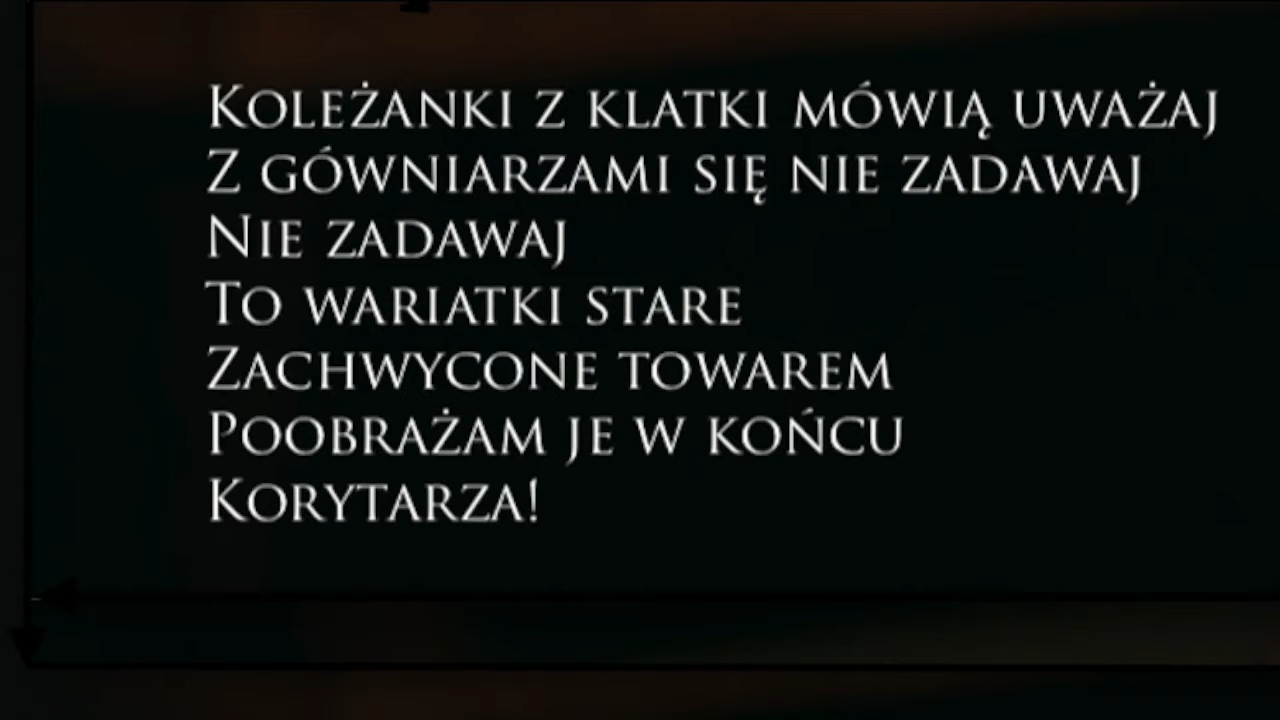 Koleżanki z klatki mówią uważaj
Z gówniarzami się nie zadawaj
Nie zadawaj
To wariatki stare
Zachwycone towarem
Poobrażam je w końcu
Korytarza!